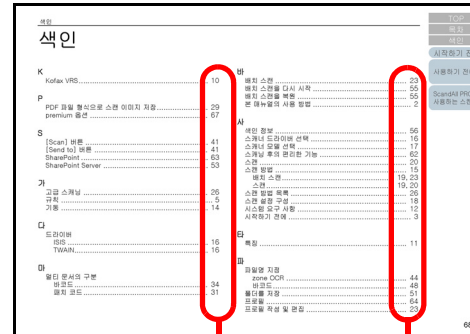 색인
색인
K
Kofax VRS 10
P
PDF 파일 형식으로 스캔 이미지 저장 29
premium 옵션 67
S
[Scan] 버튼 41
[Send to] 버튼 41
SharePoint 63
SharePoint Server 53
가
고급 스캐닝 26
규칙 5
기동 14
다
드라이버
ISIS 16
TWAIN 16
마
멀티 문서의 구분
바코드 34
패치 코드 31
바
배치 스캔 23
배치 스캔을 다시 시작 55
배치 스캔을 복원 55
본 매뉴얼의 사용 방법 2
사
색인 정보 56
스캐너 드라이버 선택 16
스캐너 모델 선택 17
스캐닝 후의 편리한 기능 62
스캔 20
스캔 방법 15
배치 스캔 19, 23
스캔 19, 20
스캔 방법 목록 26
스캔 설정 구성 18
시스템 요구 사항 12
시작하기 전에 3
타
특징 11
파
파일명 지정
zone OCR 44
바코드 48
폴더를 저장 51
프로필 64
프로필 작성 및 편집 23
TOP
목차
색인
시작하기 전
사용하기 전에
ScandAll PRO
사용하는 스캔